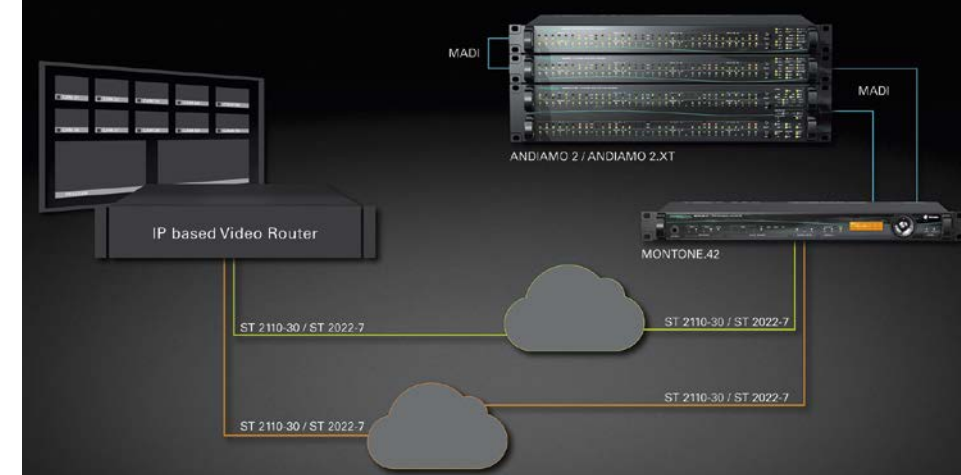 MADI
MADI
ANDIAMO 2 / ANDIAMO 2.XT
IP based Video Router
MONTONE.42
ST 2110-30 / ST 2022-7
ST 2110-30 / ST 2022-7
ST 2110-30 / ST 2022-7
ST 2110-30 / ST 2022-7